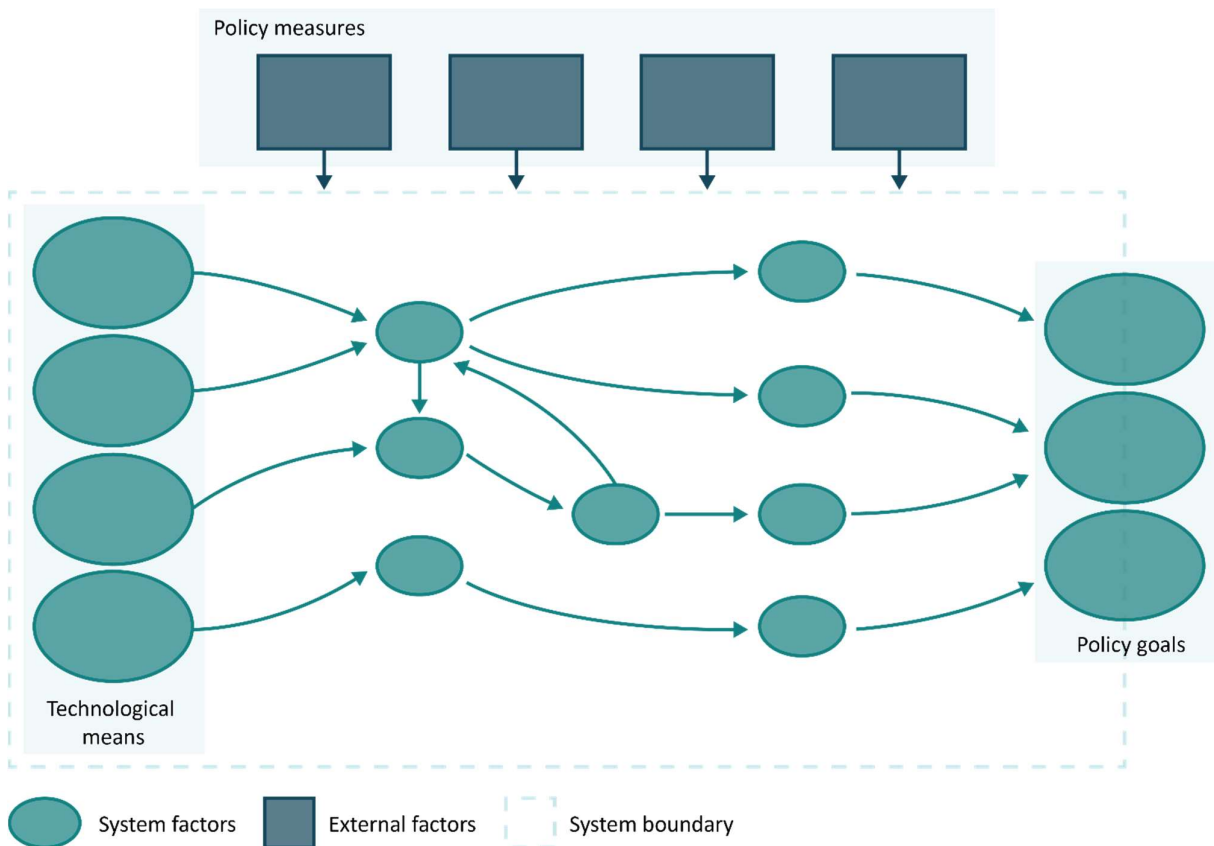 Policy measures
Policy goals
Technological
means
System factors
External factors
System boundary